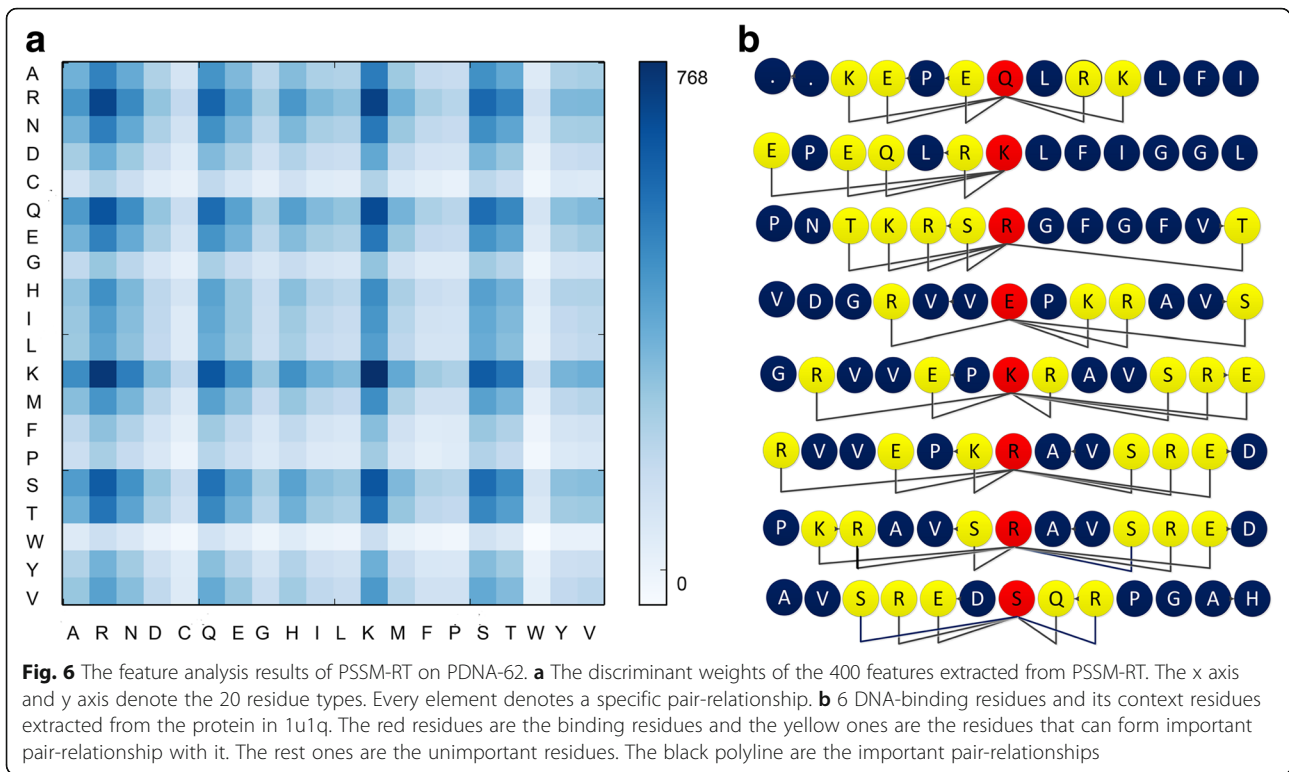 a
b
A
R
N
D
C
Q
E
G
H
I
L
K
M
F
P
S
T
W
Y
V
A R N D C Q E G H I L K M F P S T W Y V
768
0
. . K E P E Q L R K L F I
E P E Q L R K L F I G G L
P N T K R S R G F G F V T
V D G R V V E P K R A V S
G R V V E P K R A V S R E
R V V E P K R A V S R E D
P K R A V S R A V S R E D
A V S R E D S Q R P G A H
Fig. 6 The feature analysis results of PSSM-RT on PDNA-62. a The discriminant weights of the 400 features extracted from PSSM-RT. The x axis
and y axis denote the 20 residue types. Every element denotes a specific pair-relationship. b 6 DNA-binding residues and its context residues
extracted from the protein in 1u1q. The red residues are the binding residues and the yellow ones are the residues that can form important
pair-relationship with it. The rest ones are the unimportant residues. The black polyline are the important pair-relationships